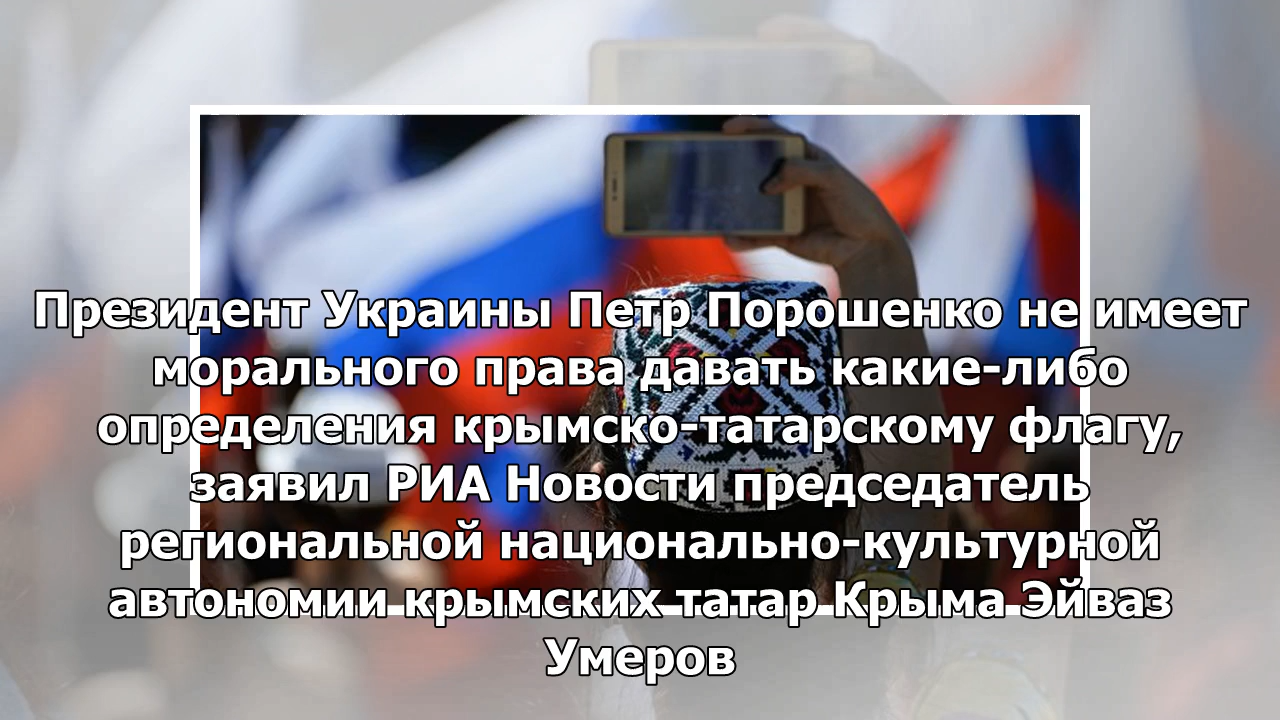 Президент Украины Петр Порошенко не имеет
морального права давать какие-либо
определения крымско-татарскому флагу,
заявил РИА Новости председатель
региональной национально-культурной
автономии крымских татар Крыма Эйваз
Умеров